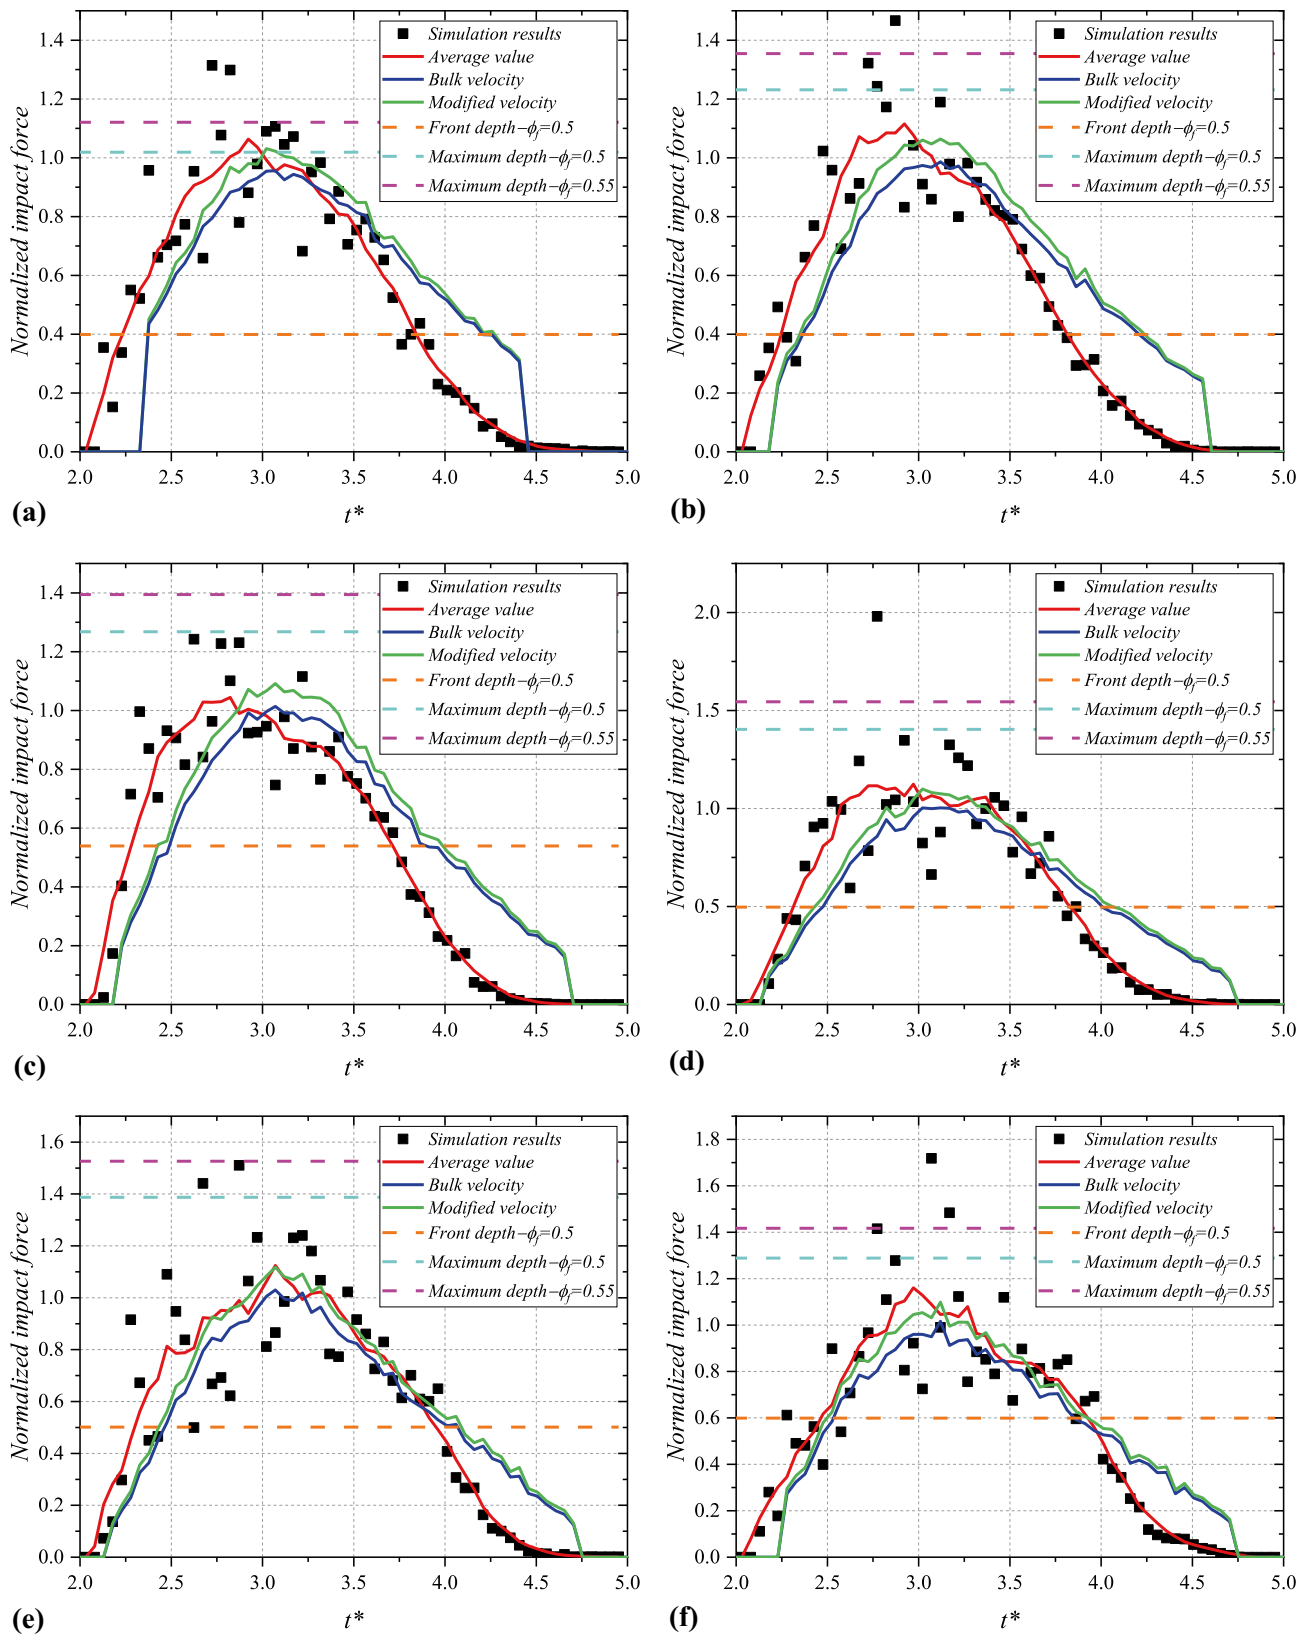 Normalized impact force
1.4
1.2
1.0
0.8
0.6
0.4
0.2
0.0
Simulation results
Average value
Bulk velocity
Modified velocity
Front depth−ϕf=0.5
Maximum depth−ϕf=0.5
Maximum depth−ϕf=0.55
2.0 2.5 3.0 3.5 4.0 4.5 5.0
(a) t*
Normalized impact force
1.4
1.2
1.0
0.8
0.6
0.4
0.2
0.0
Simulation results
Average value
Bulk velocity
Modified velocity
Front depth−ϕf=0.5
Maximum depth−ϕf=0.5
Maximum depth−ϕf=0.55
2.0 2.5 3.0 3.5 4.0 4.5 5.0
(b) t*
Normalized impact force
1.4
1.2
1.0
0.8
0.6
0.4
0.2
0.0
Simulation results
Average value
Bulk velocity
Modified velocity
Front depth−ϕf=0.5
Maximum depth−ϕf=0.5
Maximum depth−ϕf=0.55
2.0 2.5 3.0 3.5 4.0 4.5 5.0
(c) t*
Normalized impact force
2.0
1.5
1.0
0.5
0.0
Simulation results
Average value
Bulk velocity
Modified velocity
Front depth−ϕf=0.5
Maximum depth−ϕf=0.5
Maximum depth−ϕf=0.55
2.0 2.5 3.0 3.5 4.0 4.5 5.0
(d) t*
Normalized impact force
1.6
1.4
1.2
1.0
0.8
0.6
0.4
0.2
0.0
Simulation results
Average value
Bulk velocity
Modified velocity
Front depth−ϕf=0.5
Maximum depth−ϕf=0.5
Maximum depth−ϕf=0.55
2.0 2.5 3.0 3.5 4.0 4.5 5.0
(e) t*
Normalized impact force
1.8
1.6
1.4
1.2
1.0
0.8
0.6
0.4
0.2
0.0
Simulation results
Average value
Bulk velocity
Modified velocity
Front depth−ϕf=0.5
Maximum depth−ϕf=0.5
Maximum depth−ϕf=0.55
2.0 2.5 3.0 3.5 4.0 4.5 5.0
(f) t*